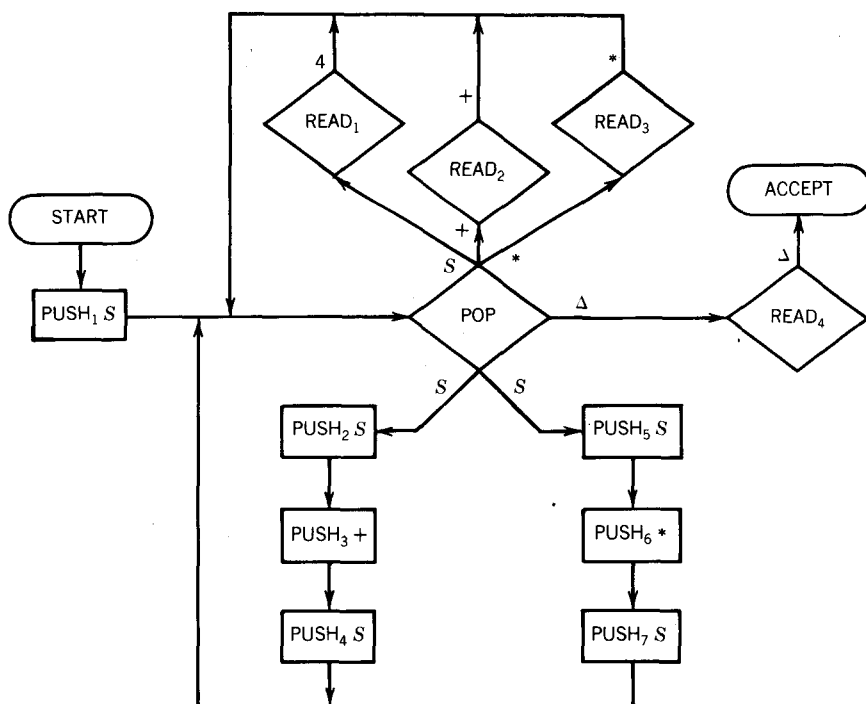 4
*
+
READ₁
READ₃
READ₂
START
ACCEPT
+
S
*
Δ
PUSH₁ S
POP
Δ
READ₄
S
S
PUSH₂ S
PUSH₅ S
PUSH₃ +
PUSH₆ *
PUSH₄ S
PUSH₇ S